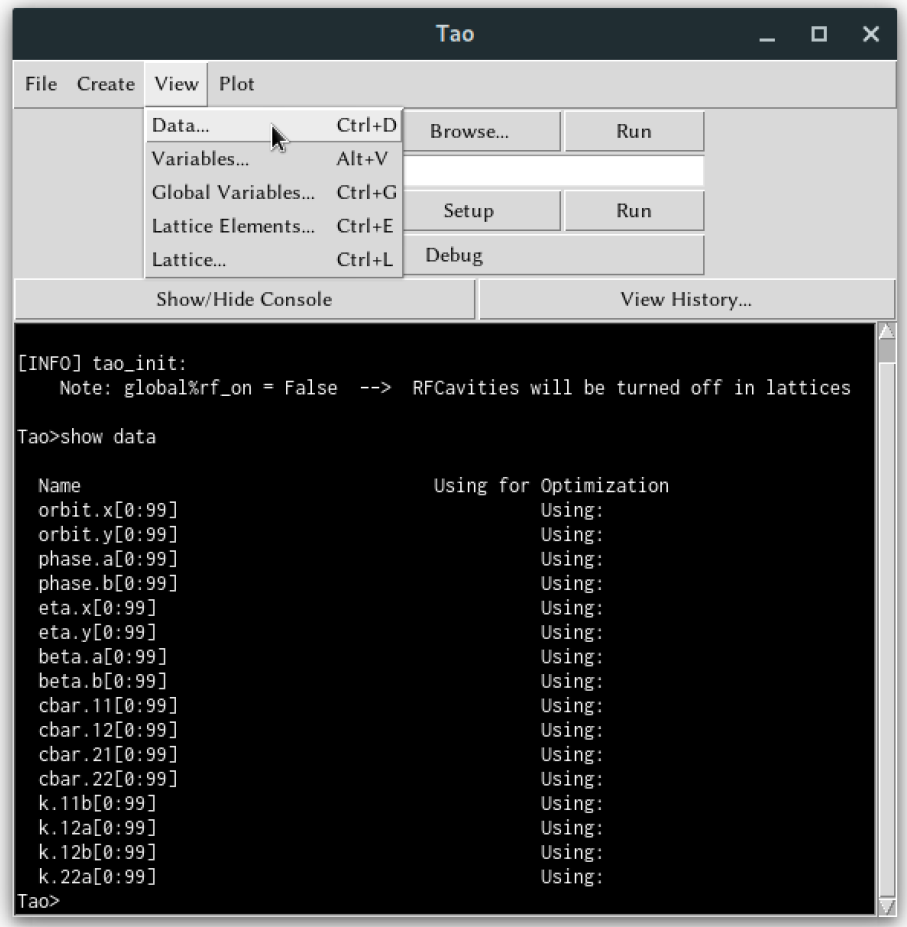 Tao
File Create View Plot
Data... Ctrl+D Browse... Run
Variables... Alt+V
Global Variables... Ctrl+G
Lattice Elements... Ctrl+E Setup Run
Lattice... Ctrl+L Debug
Show/Hide Console View History...
[INFO] tao_init:
Note: global%rf_on = False --> RFCavities will be turned off in lattices
Tao>show data
Name Using for Optimization
orbit.x[0:99] Using:
orbit.y[0:99] Using:
phase.a[0:99] Using:
phase.b[0:99] Using:
eta.x[0:99] Using:
eta.y[0:99] Using:
beta.a[0:99] Using:
beta.b[0:99] Using:
cbar.11[0:99] Using:
cbar.12[0:99] Using:
cbar.21[0:99] Using:
cbar.22[0:99] Using:
k.11b[0:99] Using:
k.12a[0:99] Using:
k.12b[0:99] Using:
k.22a[0:99] Using:
Tao>